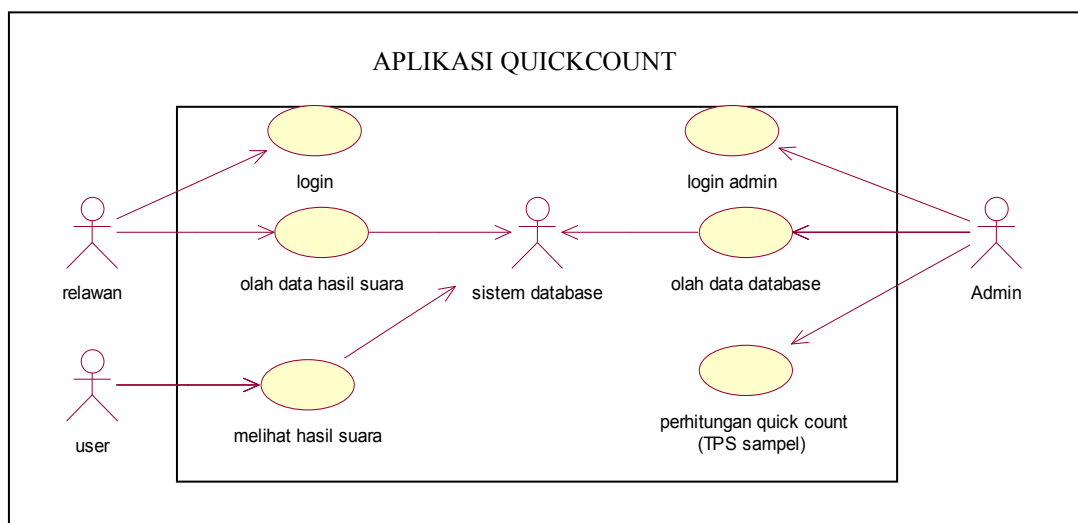 APLIKASI QUICKCOUNT
login
login admin
relawan
olah data hasil suara
sistem database
olah data database
Admin
user
melihat hasil suara
perhitungan quick count
(TPS sampel)